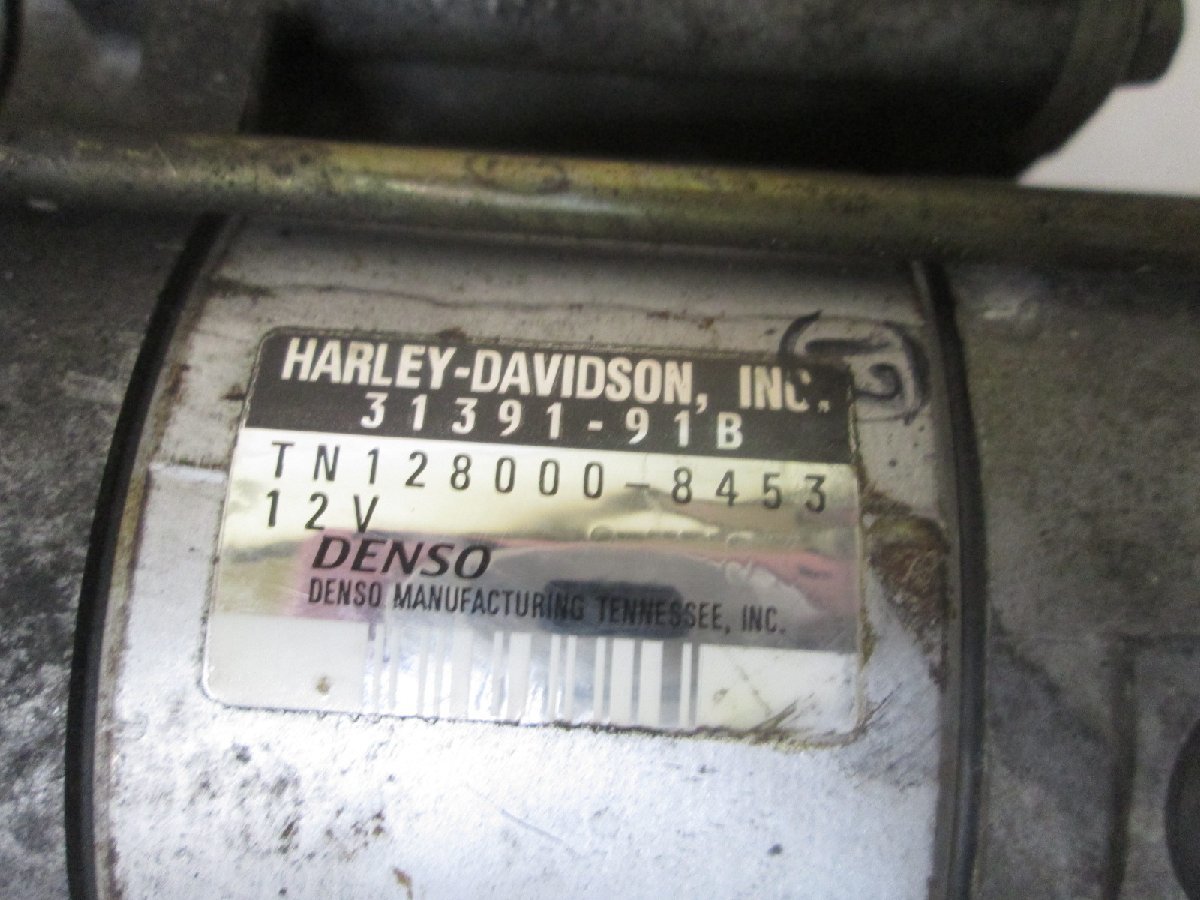 HARLEY-DAVIDSON, INC.
31391-91B
TN128000-8453
12V
DENSO
DENSO MANUFACTURING TENNESSEE, INC.